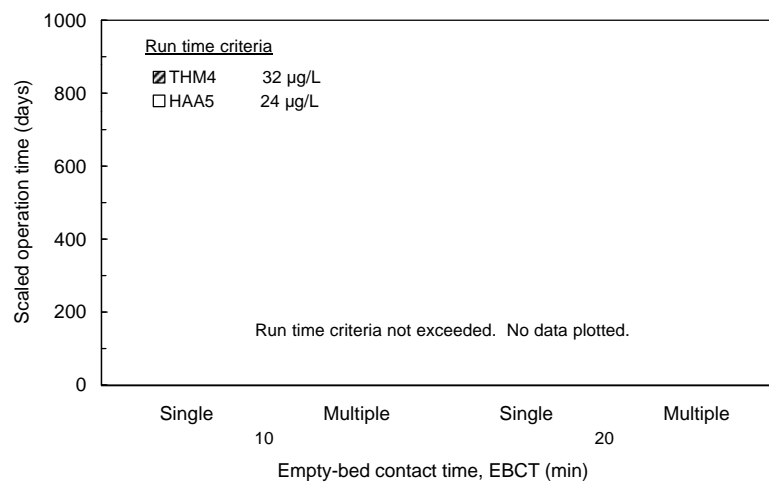 1000
800
600
400
200
0
Scaled operation time (days)
Run time criteria
THM4 32 µg/L
HAA5 24 µg/L
Run time criteria not exceeded. No data plotted.
Single Multiple Single Multiple
10 20
Empty-bed contact time, EBCT (min)